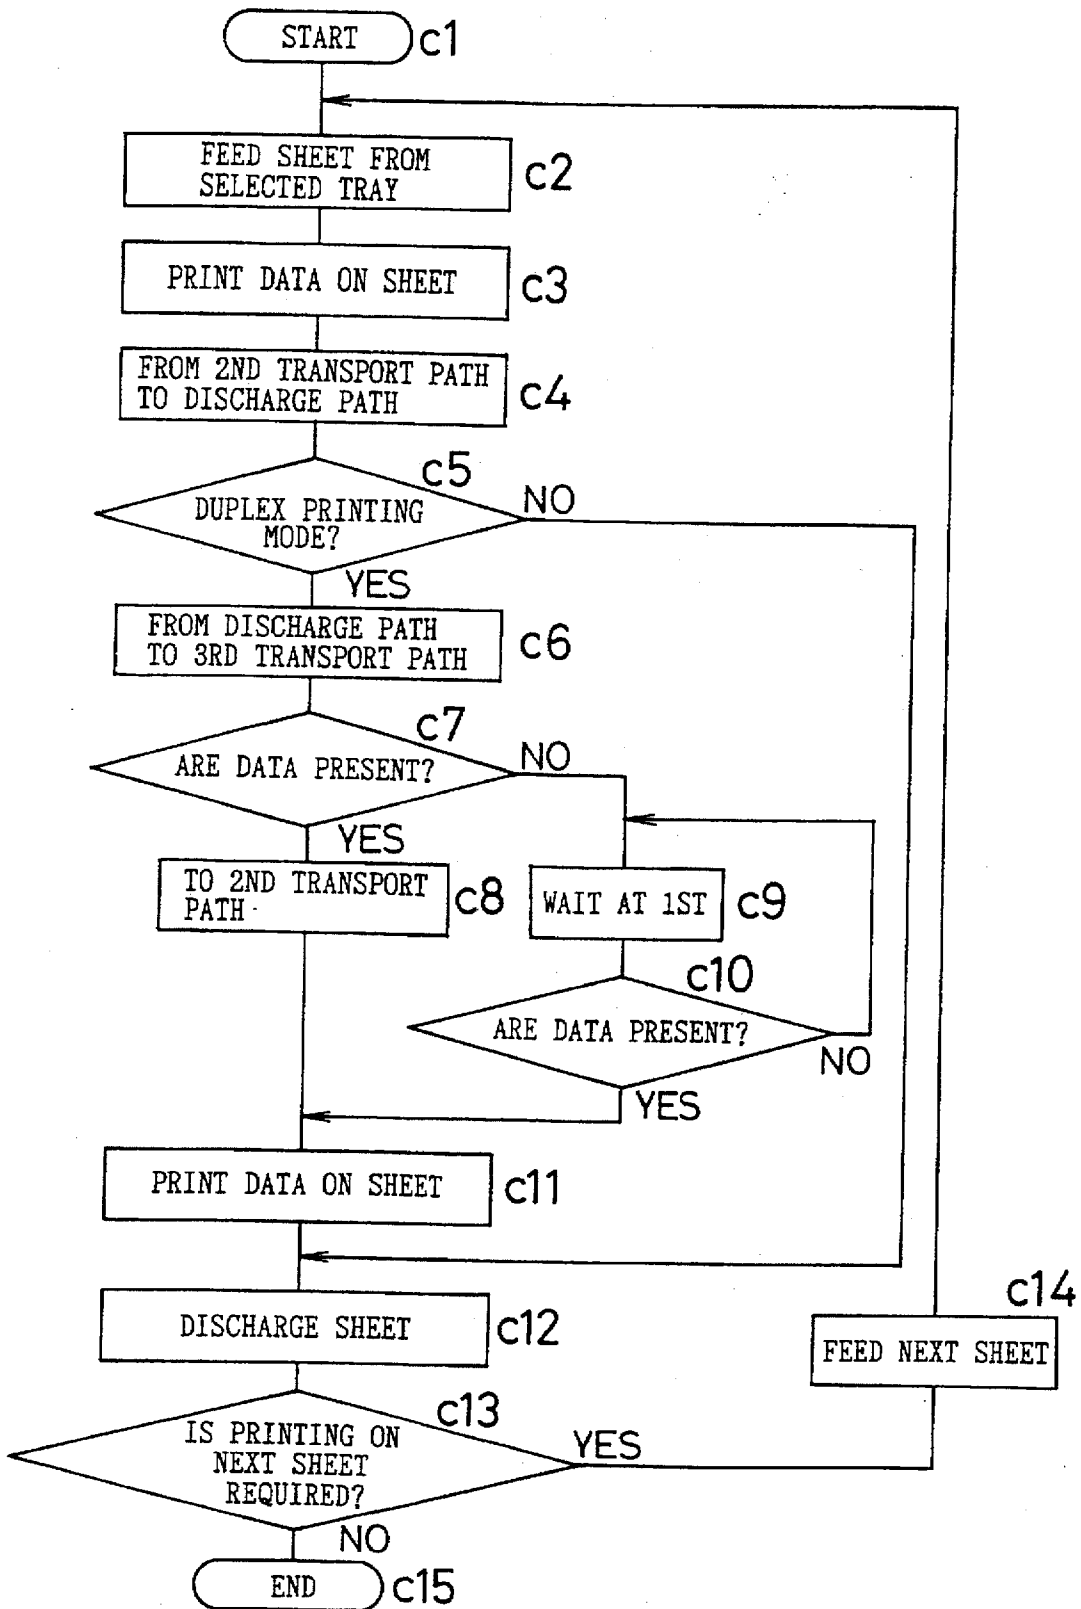 START c1
FEED SHEET FROM
SELECTED TRAY
c2
PRINT DATA ON SHEET c3
FROM 2ND TRANSPORT PATH
TO DISCHARGE PATH
c4
c5
DUPLEX PRINTING
MODE?
NO
YES
FROM DISCHARGE PATH
TO 3RD TRANSPORT PATH
c6
c7
ARE DATA PRESENT?
NO
YES
TO 2ND TRANSPORT
PATH
c8
WAIT AT 1ST c9
c10
ARE DATA PRESENT?
NO
YES
PRINT DATA ON SHEET c11
DISCHARGE SHEET c12
c14
FEED NEXT SHEET
c13
IS PRINTING ON
NEXT SHEET
REQUIRED?
YES
NO
END c15